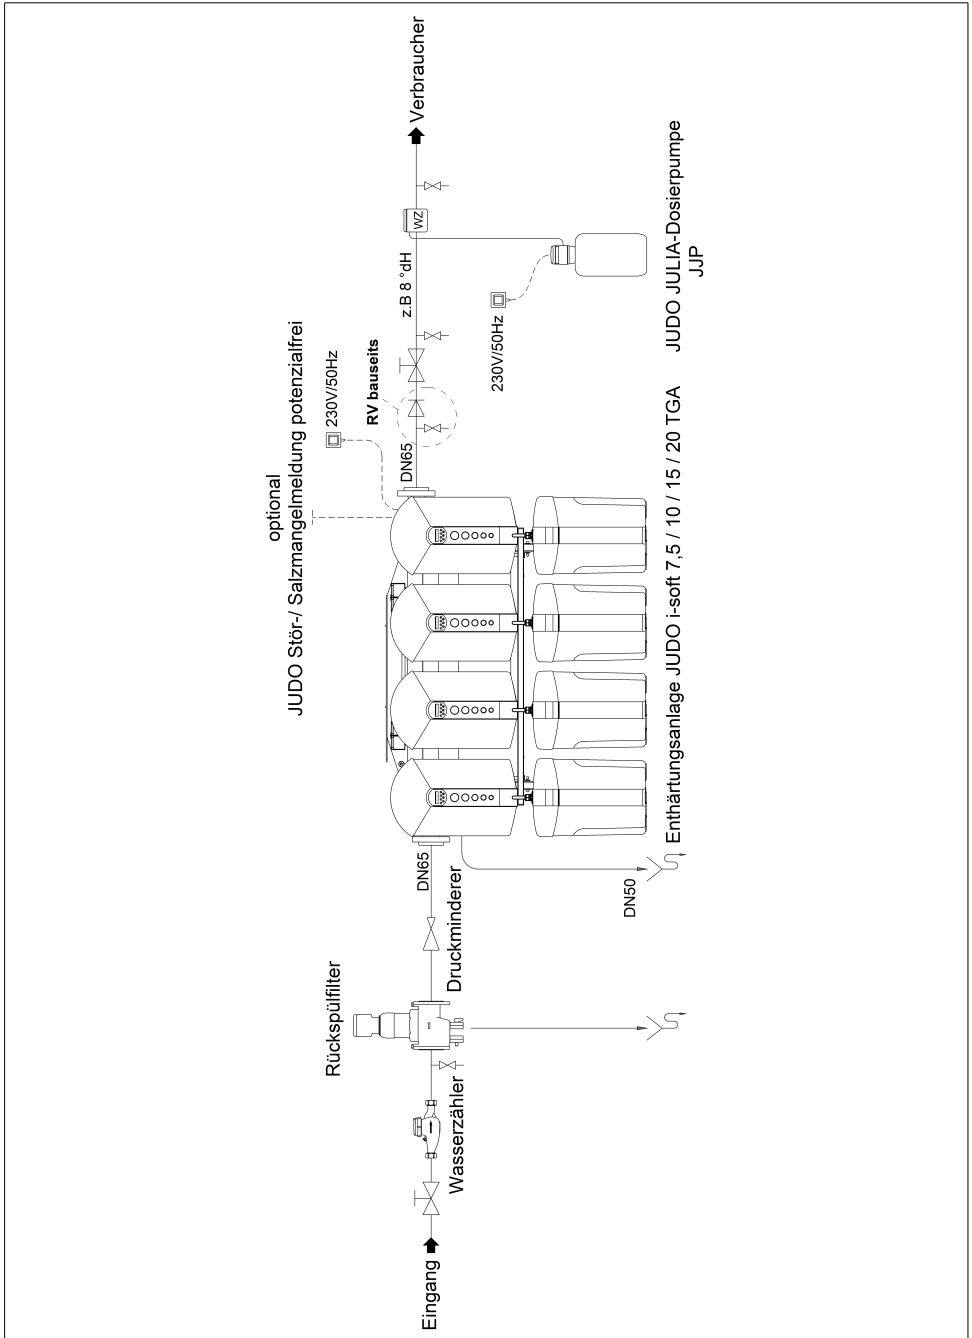 optional
JUDO Stör-/ Salzmangelmeldung potenzialfrei
230V/50Hz
RV bauseits
Verbraucher
WZ
z.B 8 °dH
DN65
230V/50Hz
JUDO JULIA-Dosierpumpe
JJP
Enthärtungsanlage JUDO i-soft 7,5 / 10 / 15 / 20 TGA
DN65
DN50
Druckminderer
Rückspülfilter
Wasserzähler
Eingang